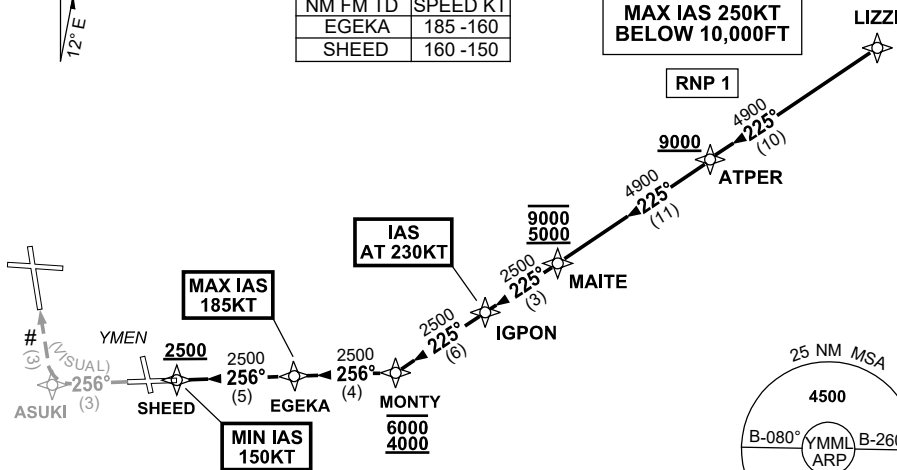 12° E
NM FM TD SPEED KT
EGEKA 185 -160
SHEED 160 -150
MAX IAS 250KT
BELOW 10,000FT
RNP 1
4900
225°
(10)
9000
ATPER
4900
225°
(11)
9000
5000
MAITE
IAS
AT 230KT
2500
225°
(3)
IGPON
2500
225°
(6)
MONTY
6000
4000
MAX IAS
185KT
2500
256°
(4)
EGEKA
2500
256°
(5)
2500
SHEED
MIN IAS
150KT
YMEN
#
(3)
(VISUAL)
256°
(3)
ASUKI
25 NM MSA
4500
B-080°
YMML
ARP